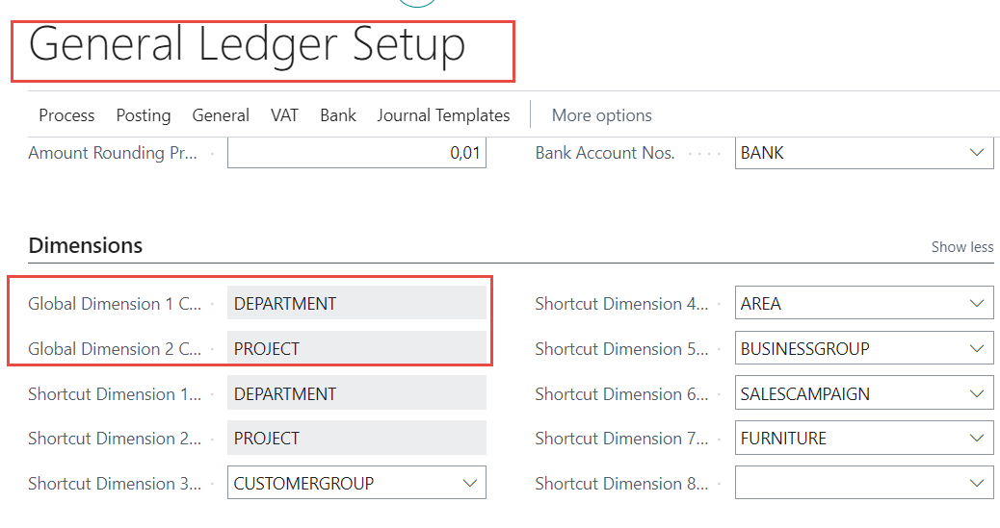 General Ledger Setup
Process Posting General VAT Bank Journal Templates More options
Amount Rounding Pr... 0,01 Bank Account Nos. BANK
Dimensions Show less
Global Dimension 1 C... DEPARTMENT Shortcut Dimension 4... AREA
Global Dimension 2 C... PROJECT Shortcut Dimension 5... BUSINESSGROUP
Shortcut Dimension 1... DEPARTMENT Shortcut Dimension 6... SALESCAMPAIGN
Shortcut Dimension 2... PROJECT Shortcut Dimension 7... FURNITURE
Shortcut Dimension 3... CUSTOMERGROUP Shortcut Dimension 8...